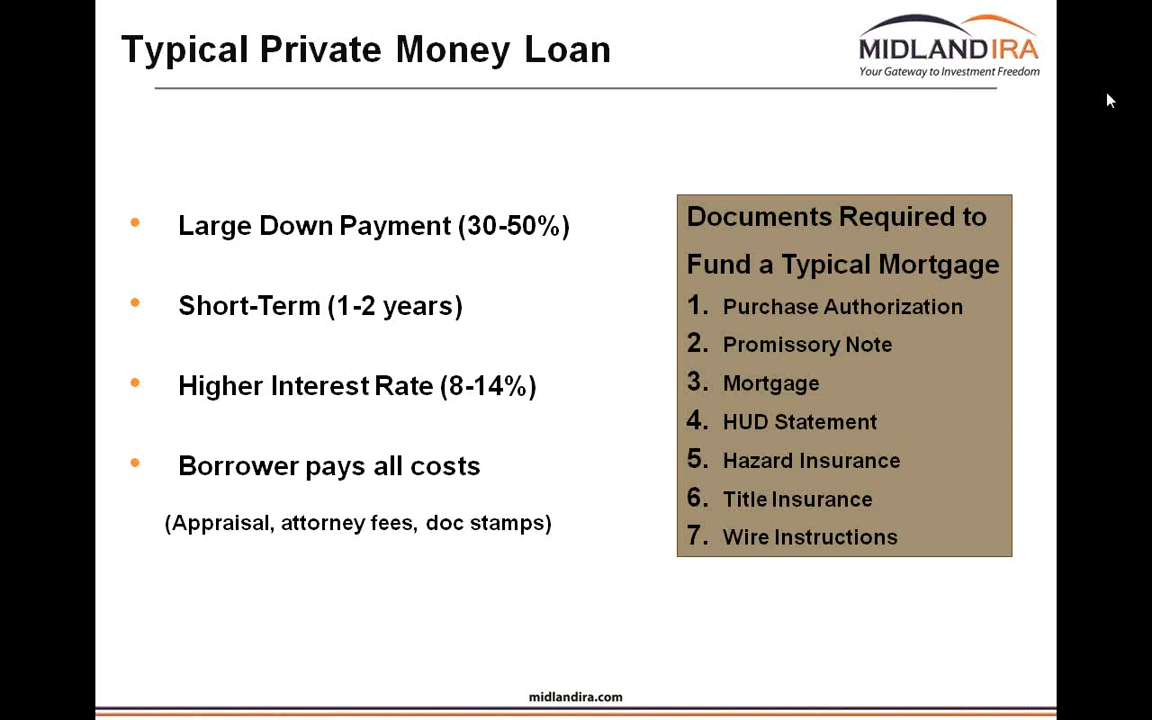 Typical Private Money Loan
MIDLANDIRA
Your Gateway to Investment Freedom
• Large Down Payment (30-50%)
• Short-Term (1-2 years)
• Higher Interest Rate (8-14%)
• Borrower pays all costs
(Appraisal, attorney fees, doc stamps)
Documents Required to
Fund a Typical Mortgage
1. Purchase Authorization
2. Promissory Note
3. Mortgage
4. HUD Statement
5. Hazard Insurance
6. Title Insurance
7. Wire Instructions
midlandira.com